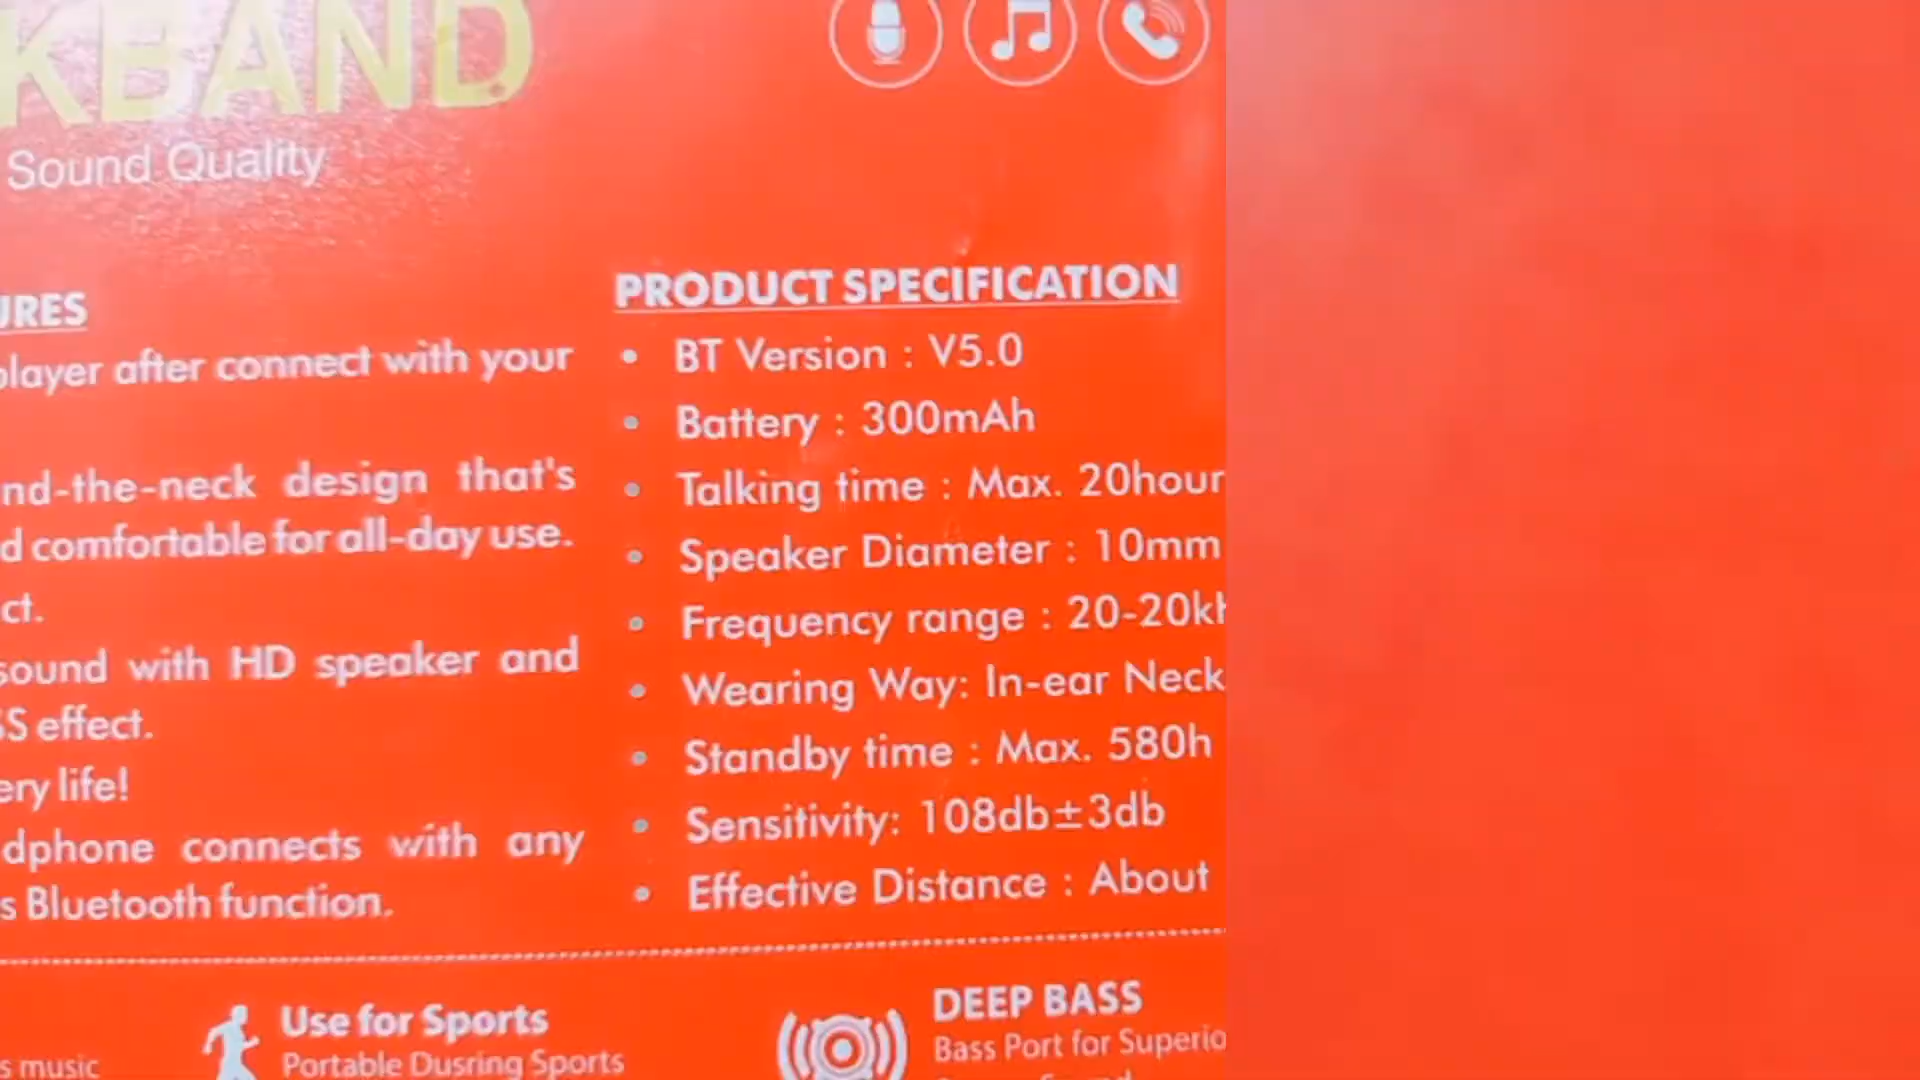 KBAND
Sound Quality
URES
player after connect with your
nd-the-neck design that's
d comfortable for all-day use.
ct.
sound with HD speaker and
SS effect.
ery life!
dphone connects with any
s Bluetooth function.
PRODUCT SPECIFICATION
• BT Version : V5.0
• Battery : 300mAh
• Talking time : Max. 20hour
• Speaker Diameter : 10mm
• Frequency range : 20-20kH
• Wearing Way: In-ear Neck
• Standby time : Max. 580h
• Sensitivity: 108db±3db
• Effective Distance : About
s music
Use for Sports
Portable Dusring Sports
DEEP BASS
Bass Port for Superio